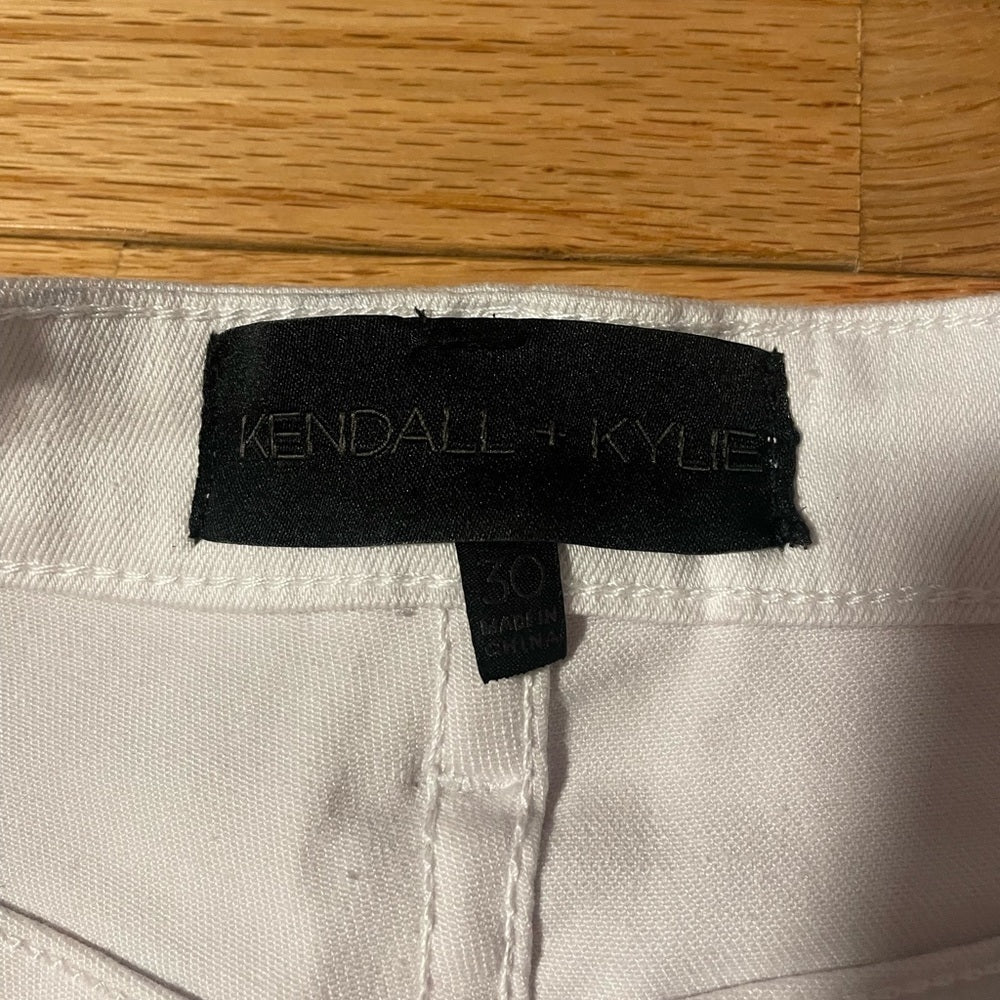 KENDALL + KYLIE
30
MADE IN
CHINA